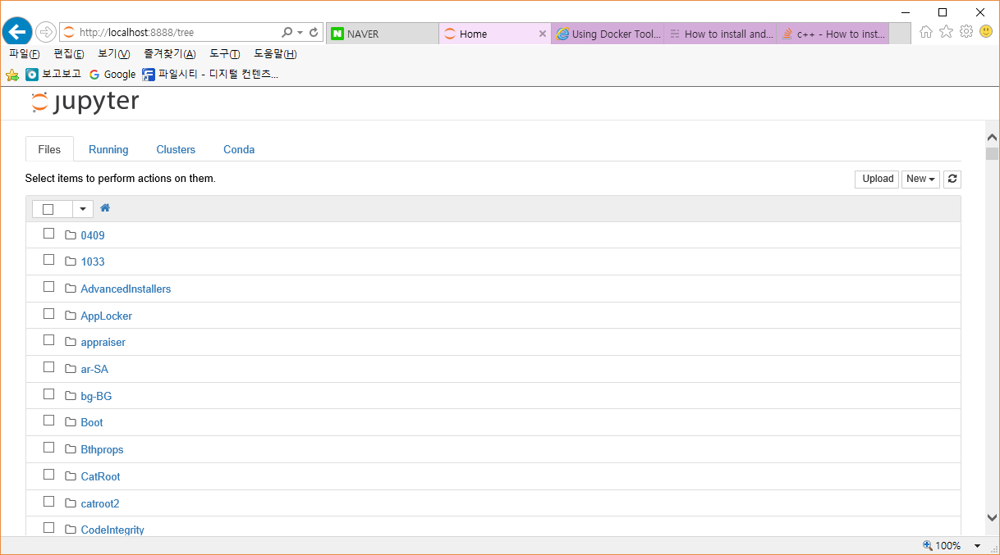 http://localhost:8888/tree
NAVER
Home
Using Docker Tool...
How to install and...
c++ - How to inst...
파일(F) 편집(E) 보기(V) 즐겨찾기(A) 도구(T) 도움말(H)
보고보고 Google 파일시티 - 디지털 컨텐츠...
jupyter
Files Running Clusters Conda
Select items to perform actions on them.
Upload New
0409
1033
AdvancedInstallers
AppLocker
appraiser
ar-SA
bg-BG
Boot
Bthprops
CatRoot
catroot2
CodeIntegrity
100%